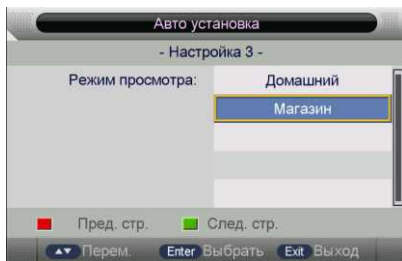 Авто установка
- Настройка 3 -
Режим просмотра: Домашний
Магазин
Пред. стр. След. стр.
Перем. Enter Выбрать Exit Выход